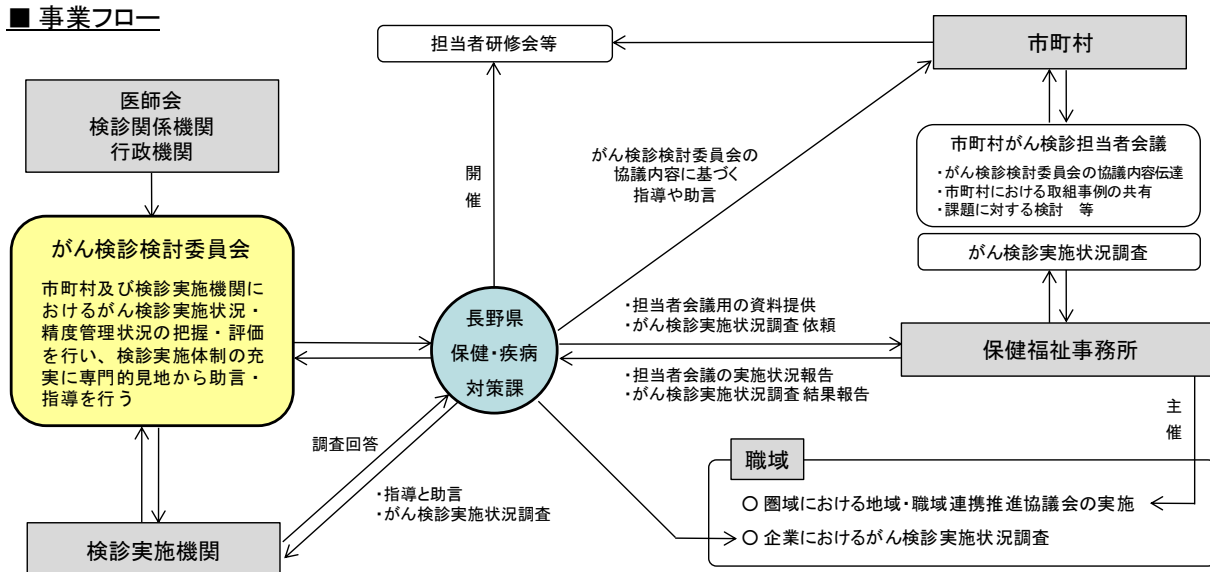 ■ 事業フロー
担当者研修会等
市町村
医師会
検診関係機関
行政機関
開
催
がん検診検討委員会の
協議内容に基づく
指導や助言
市町村がん検診担当者会議
・がん検診検討委員会の協議内容伝達
・市町村における取組事例の共有
・課題に対する検討　等
がん検診実施状況調査
がん検診検討委員会
市町村及び検診実施機関に
おけるがん検診実施状況・
精度管理状況の把握・評価
を行い、検診実施体制の充
実に専門的見地から助言・
指導を行う
長野県
保健・疾病
対策課
・担当者会議用の資料提供
・がん検診実施状況調査 依頼
保健福祉事務所
・担当者会議の実施状況報告
・がん検診実施状況調査 結果報告
主
催
調査回答
・指導と助言
・がん検診実施状況調査
検診実施機関
職域
○ 圏域における地域・職域連携推進協議会の実施
○ 企業におけるがん検診実施状況調査